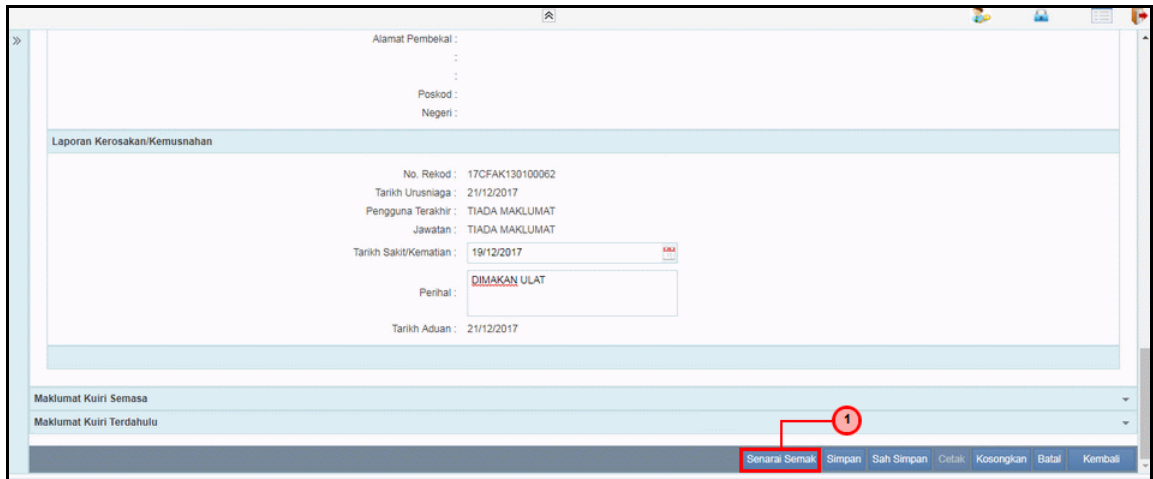 Alamat Pembekal :
:
:
Poskod :
Negeri :
Laporan Kerosakan/Kemusnahan
No. Rekod : 17CFAK130100062
Tarikh Urusniaga : 21/12/2017
Pengguna Terakhir : TIADA MAKLUMAT
Jawatan : TIADA MAKLUMAT
Tarikh Sakit/Kematian : 19/12/2017
Perihal : DIMAKAN ULAT
Tarikh Aduan : 21/12/2017
Maklumat Kuiri Semasa
Maklumat Kuiri Terdahulu
1
Senarai Semak Simpan Sah Simpan Cetak Kosongkan Batal Kembali